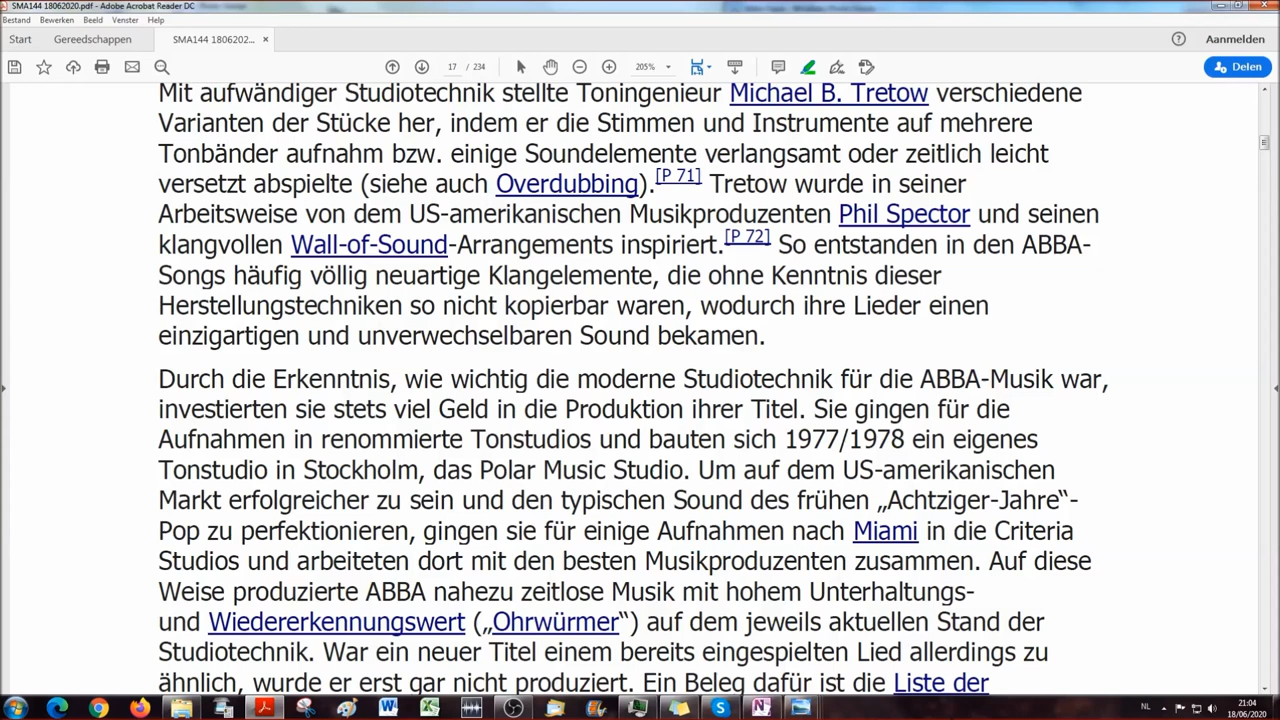 SMA144 18062020.pdf - Adobe Acrobat Reader DC
Bestand Bewerken Beeld Venster Help
Start Gereedschappen SMA144 1806202... × Aanmelden
17 / 234 205% Delen
Mit aufwändiger Studiotechnik stellte Toningenieur Michael B. Tretow verschiedene
Varianten der Stücke her, indem er die Stimmen und Instrumente auf mehrere
Tonbänder aufnahm bzw. einige Soundelemente verlangsamt oder zeitlich leicht
versetzt abspielte (siehe auch Overdubbing).[P 71] Tretow wurde in seiner
Arbeitsweise von dem US-amerikanischen Musikproduzenten Phil Spector und seinen
klangvollen Wall-of-Sound-Arrangements inspiriert.[P 72] So entstanden in den ABBA-
Songs häufig völlig neuartige Klangelemente, die ohne Kenntnis dieser
Herstellungstechniken so nicht kopierbar waren, wodurch ihre Lieder einen
einzigartigen und unverwechselbaren Sound bekamen.
Durch die Erkenntnis, wie wichtig die moderne Studiotechnik für die ABBA-Musik war,
investierten sie stets viel Geld in die Produktion ihrer Titel. Sie gingen für die
Aufnahmen in renommierte Tonstudios und bauten sich 1977/1978 ein eigenes
Tonstudio in Stockholm, das Polar Music Studio. Um auf dem US-amerikanischen
Markt erfolgreicher zu sein und den typischen Sound des frühen „Achtziger-Jahre“-
Pop zu perfektionieren, gingen sie für einige Aufnahmen nach Miami in die Criteria
Studios und arbeiteten dort mit den besten Musikproduzenten zusammen. Auf diese
Weise produzierte ABBA nahezu zeitlose Musik mit hohem Unterhaltungs-
und Wiedererkennungswert („Ohrwürmer“) auf dem jeweils aktuellen Stand der
Studiotechnik. War ein neuer Titel einem bereits eingespielten Lied allerdings zu
ähnlich, wurde er erst gar nicht produziert. Ein Beleg dafür ist die Liste der
NL 21:04
18/06/2020